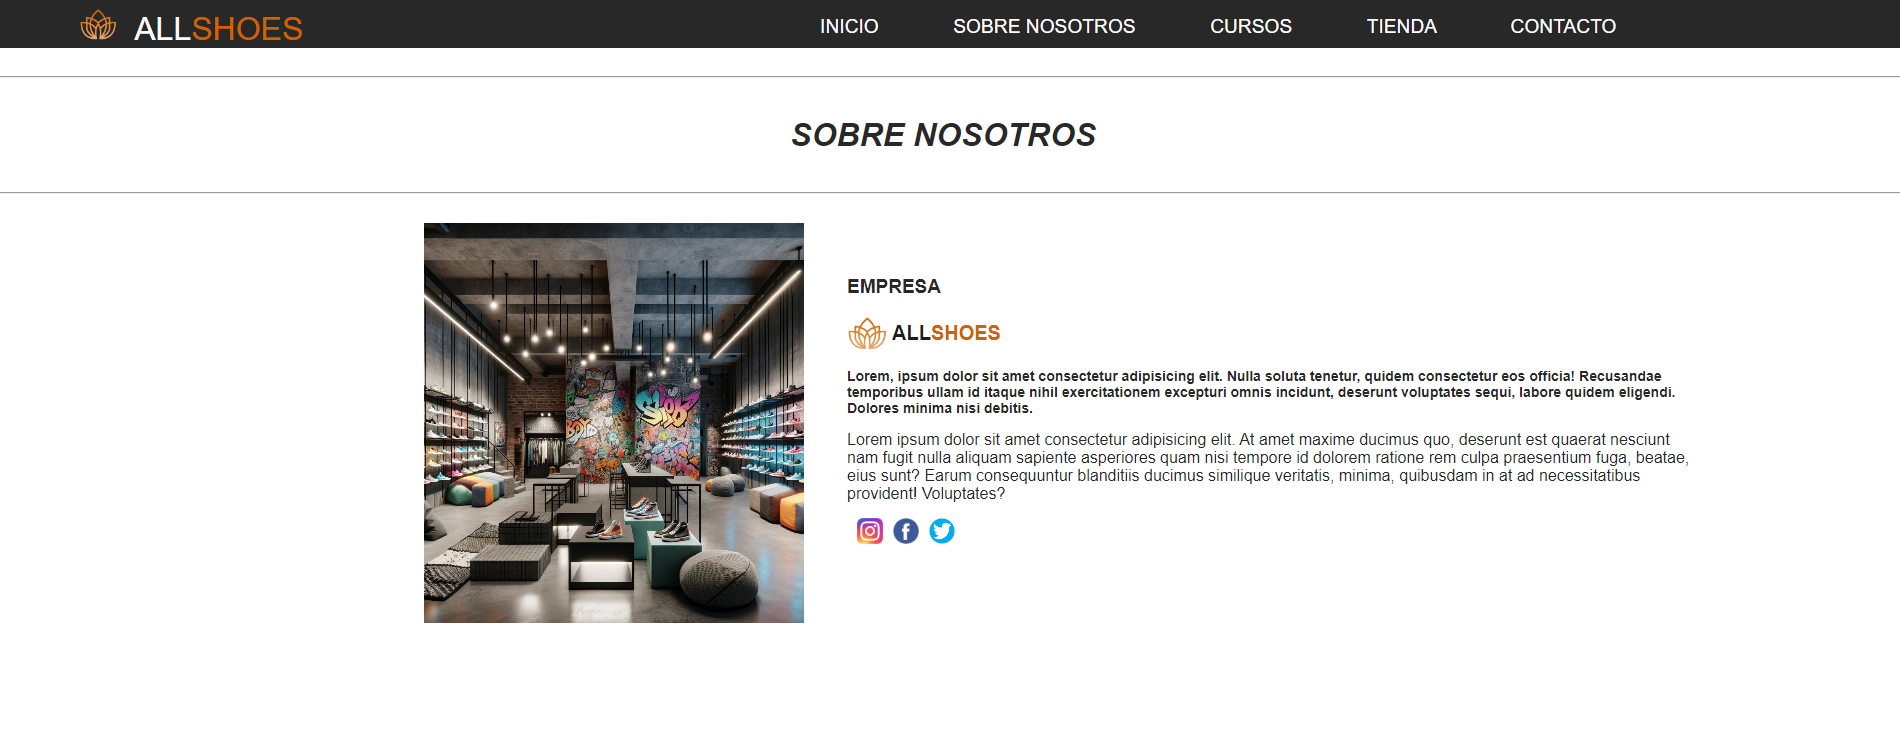 ALLSHOES
INICIO SOBRE NOSOTROS CURSOS TIENDA CONTACTO
SOBRE NOSOTROS
EMPRESA
ALLSHOES
Lorem, ipsum dolor sit amet consectetur adipisicing elit. Nulla soluta tenetur, quidem consectetur eos officia! Recusandae
temporibus ullam id itaque nihil exercitationem excepturi omnis incidunt, deserunt voluptates sequi, labore quidem eligendi.
Dolores minima nisi debitis.
Lorem ipsum dolor sit amet consectetur adipisicing elit. At amet maxime ducimus quo, deserunt est quaerat nesciunt
nam fugit nulla aliquam sapiente asperiores quam nisi tempore id dolorem ratione rem culpa praesentium fuga, beatae,
eius sunt? Earum consequuntur blanditiis ducimus similique veritatis, minima, quibusdam in at ad necessitatibus
provident! Voluptates?